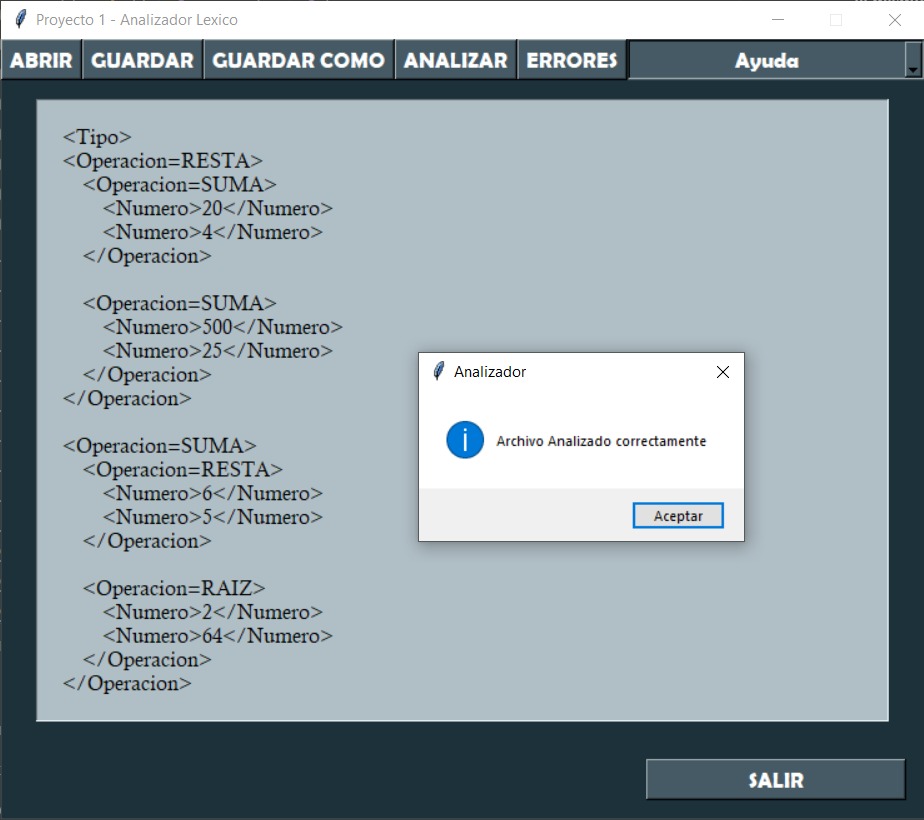 Proyecto 1 - Analizador Lexico
ABRIR GUARDAR GUARDAR COMO ANALIZAR ERRORES Ayuda
<Tipo>
<Operacion=RESTA>
<Operacion=SUMA>
<Numero>20</Numero>
<Numero>4</Numero>
</Operacion>
<Operacion=SUMA>
<Numero>500</Numero>
<Numero>25</Numero>
</Operacion>
</Operacion>
<Operacion=SUMA>
<Operacion=RESTA>
<Numero>6</Numero>
<Numero>5</Numero>
</Operacion>
<Operacion=RAIZ>
<Numero>2</Numero>
<Numero>64</Numero>
</Operacion>
</Operacion>
Analizador
Archivo Analizado correctamente
Aceptar
SALIR